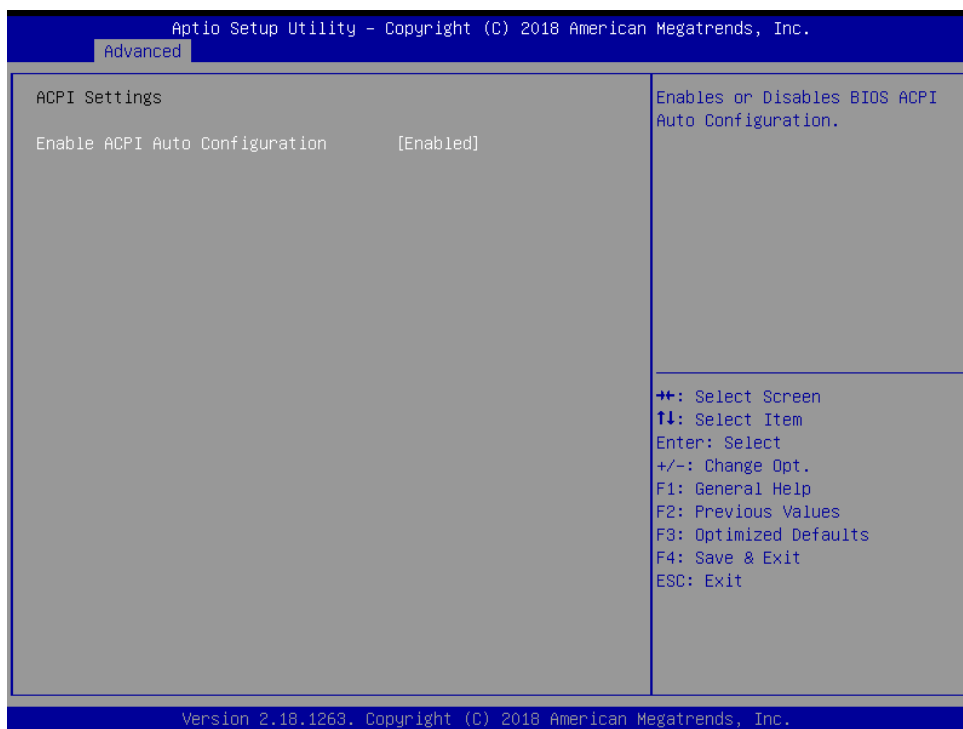 Aptio Setup Utility – Copyright (C) 2018 American Megatrends, Inc.
Advanced
ACPI Settings
Enable ACPI Auto Configuration [Enabled]
Enables or Disables BIOS ACPI
Auto Configuration.
→←: Select Screen
↑↓: Select Item
Enter: Select
+/-: Change Opt.
F1: General Help
F2: Previous Values
F3: Optimized Defaults
F4: Save & Exit
ESC: Exit
Version 2.18.1263. Copyright (C) 2018 American Megatrends, Inc.